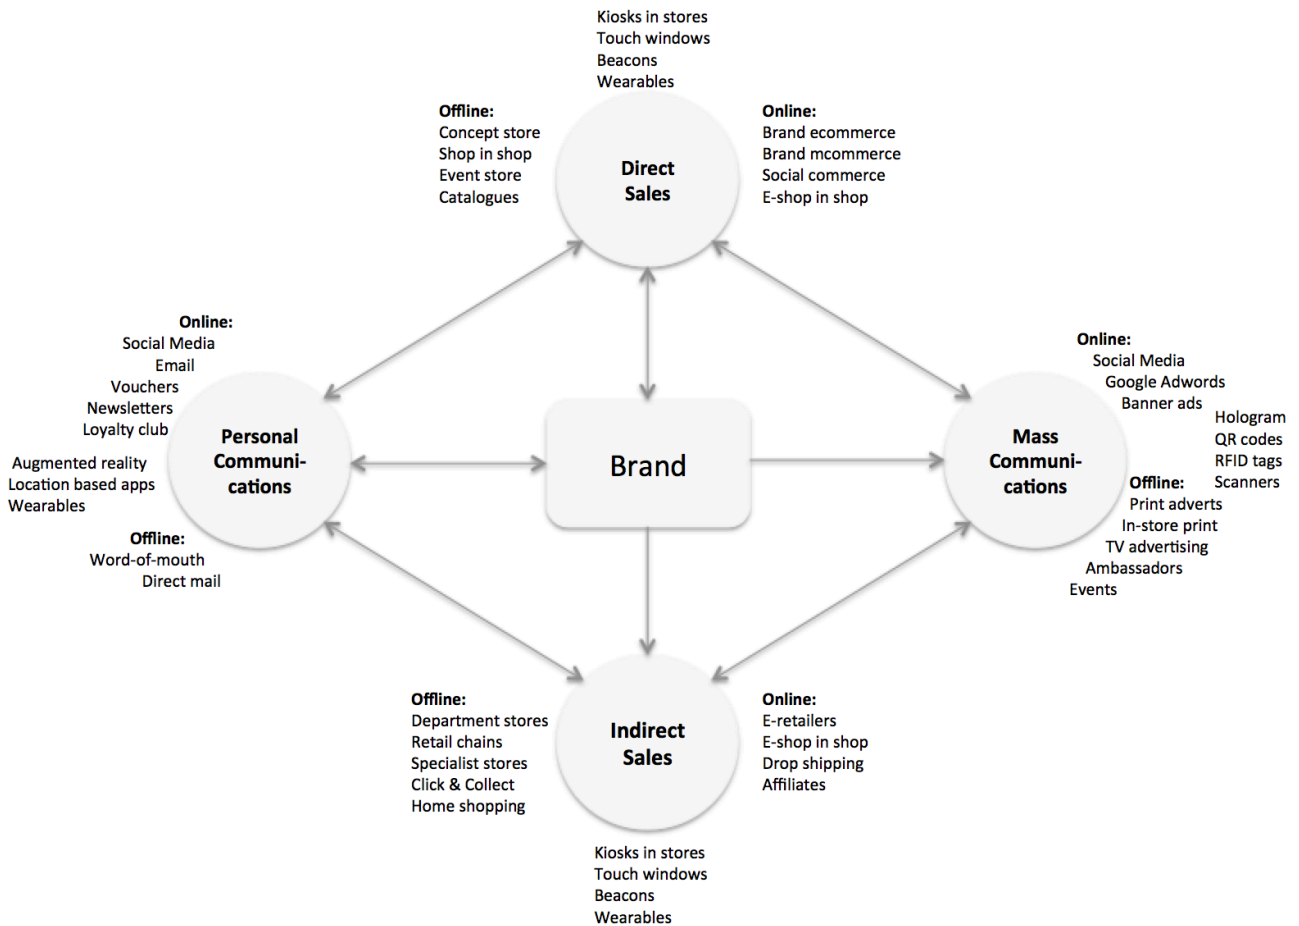 Kiosks in stores
Touch windows
Beacons
Wearables
Offline:
Concept store
Shop in shop
Event store
Catalogues
Direct
Sales
Online:
Brand ecommerce
Brand mcommerce
Social commerce
E-shop in shop
Online:
Social Media
Email
Vouchers
Newsletters
Loyalty club
Augmented reality
Location based apps
Wearables
Offline:
Word-of-mouth
Direct mail
Personal
Communi-
cations
Brand
Mass
Communi-
cations
Online:
Social Media
Google Adwords
Banner ads
Hologram
QR codes
RFID tags
Scanners
Offline:
Print adverts
In-store print
TV advertising
Ambassadors
Events
Offline:
Department stores
Retail chains
Specialist stores
Click & Collect
Home shopping
Indirect
Sales
Online:
E-retailers
E-shop in shop
Drop shipping
Affiliates
Kiosks in stores
Touch windows
Beacons
Wearables